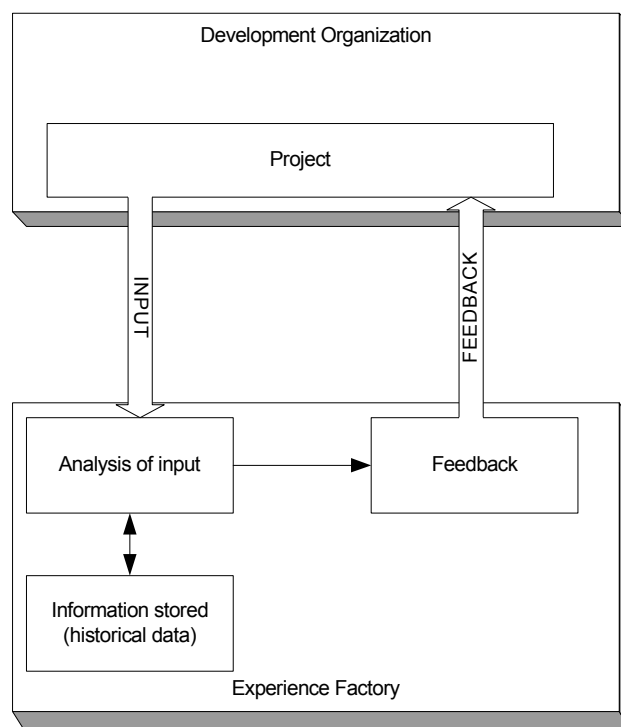 Development Organization
Project
INPUT
FEEDBACK
Analysis of input
Feedback
Information stored
(historical data)
Experience Factory